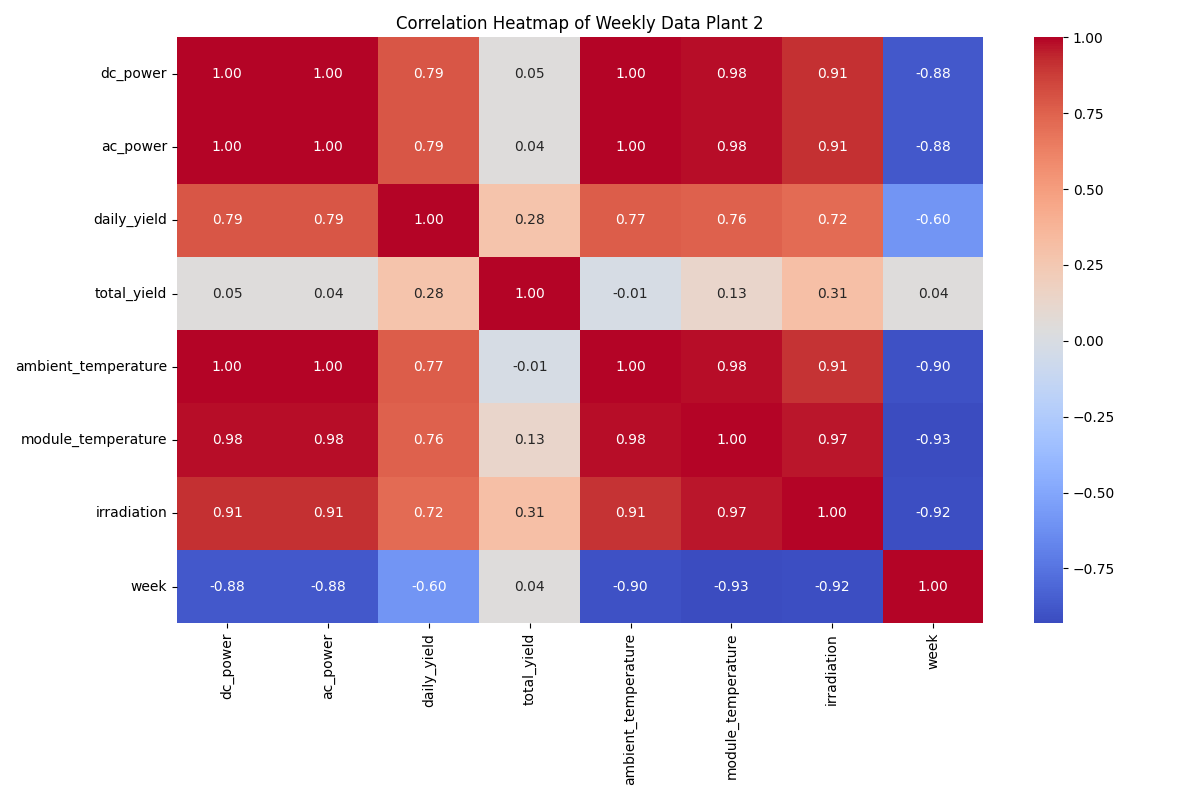 Correlation Heatmap of Weekly Data Plant 2
dc_power 1.00 1.00 0.79 0.05 1.00 0.98 0.91 -0.88
ac_power 1.00 1.00 0.79 0.04 1.00 0.98 0.91 -0.88
daily_yield 0.79 0.79 1.00 0.28 0.77 0.76 0.72 -0.60
total_yield 0.05 0.04 0.28 1.00 -0.01 0.13 0.31 0.04
ambient_temperature 1.00 1.00 0.77 -0.01 1.00 0.98 0.91 -0.90
module_temperature 0.98 0.98 0.76 0.13 0.98 1.00 0.97 -0.93
irradiation 0.91 0.91 0.72 0.31 0.91 0.97 1.00 -0.92
week -0.88 -0.88 -0.60 0.04 -0.90 -0.93 -0.92 1.00
dc_power
ac_power
daily_yield
total_yield
ambient_temperature
module_temperature
irradiation
week
1.00
0.75
0.50
0.25
0.00
−0.25
−0.50
−0.75